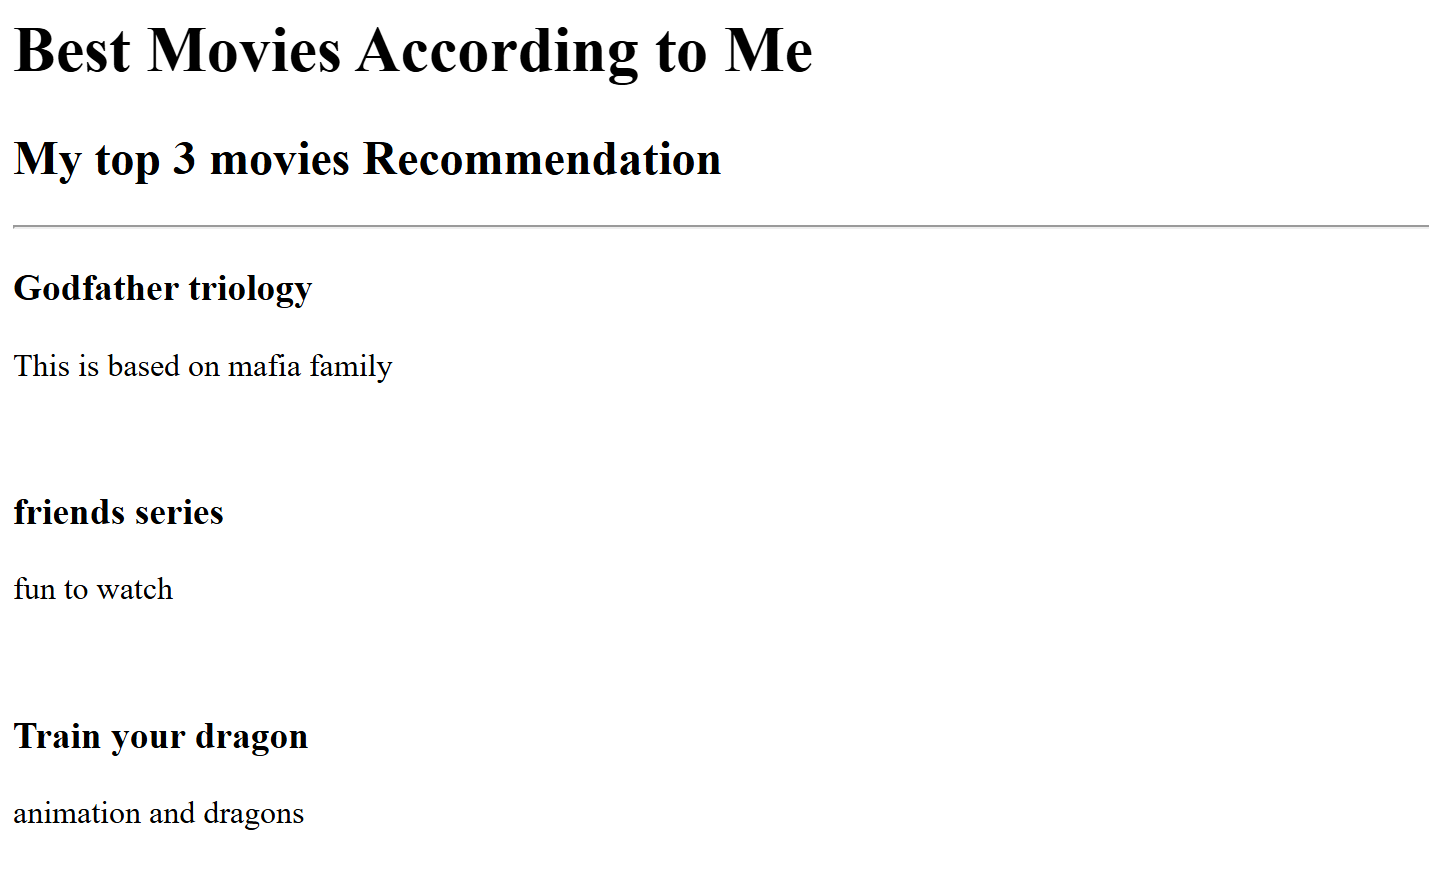 Best Movies According to Me
My top 3 movies Recommendation
Godfather triology
This is based on mafia family
friends series
fun to watch
Train your dragon
animation and dragons